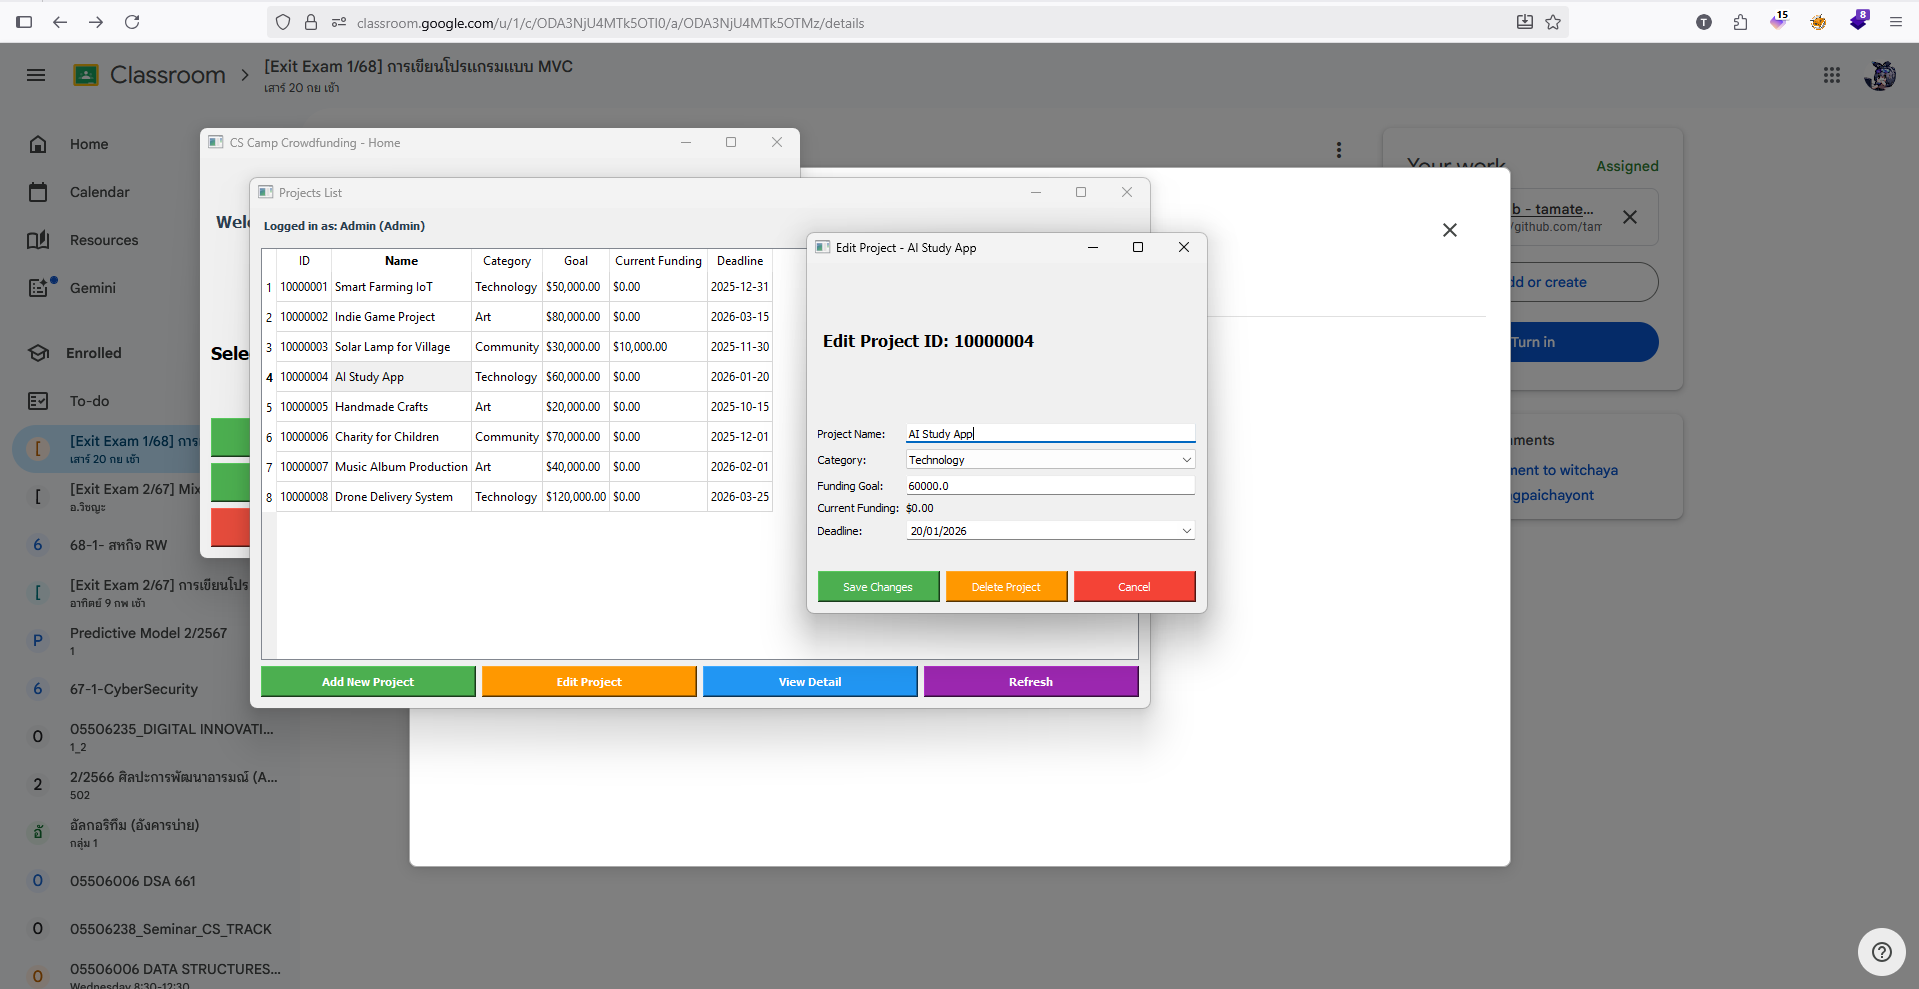 classroom.google.com/u/1/c/ODA3NjU4MTk5OTI0/a/ODA3NjU4MTk5OTMz/details
T
15
8
Classroom
[Exit Exam 1/68] การเขียนโปรแกรมแบบ MVC
เสาร์ 20 กย เช้า
Home
Calendar
Resources
Gemini
Enrolled
To-do
[
[Exit Exam 1/68] การ
เสาร์ 20 กย เช้า
[
[Exit Exam 2/67] Mix
อ.วิชญะ
6
68-1- สหกิจ RW
[
[Exit Exam 2/67] การเขียนโปร
อาทิตย์ 9 กพ เช้า
P
Predictive Model 2/2567
1
6
67-1-CyberSecurity
0
05506235_DIGITAL INNOVATI...
1_2
2
2/2566 ศิลปะการพัฒนาอารมณ์ (A...
502
อั
อัลกอริทึม (อังคารบ่าย)
กลุ่ม 1
0
05506006 DSA 661
0
05506238_Seminar_CS_TRACK
0
05506006 DATA STRUCTURES...
Wednesday 8:30-12:30
CS Camp Crowdfunding - Home
Projects List
Logged in as: Admin (Admin)
ID Name Category Goal Current Funding Deadline
1 10000001 Smart Farming IoT Technology $50,000.00 $0.00 2025-12-31
2 10000002 Indie Game Project Art $80,000.00 $0.00 2026-03-15
3 10000003 Solar Lamp for Village Community $30,000.00 $10,000.00 2025-11-30
4 10000004 AI Study App Technology $60,000.00 $0.00 2026-01-20
5 10000005 Handmade Crafts Art $20,000.00 $0.00 2025-10-15
6 10000006 Charity for Children Community $70,000.00 $0.00 2025-12-01
7 10000007 Music Album Production Art $40,000.00 $0.00 2026-02-01
8 10000008 Drone Delivery System Technology $120,000.00 $0.00 2026-03-25
Add New Project
Edit Project
View Detail
Refresh
Edit Project - AI Study App
Edit Project ID: 10000004
Project Name: AI Study App
Category: Technology
Funding Goal: 60000.0
Current Funding: $0.00
Deadline: 20/01/2026
Save Changes
Delete Project
Cancel
Your work
Assigned
b - tamate...
/github.com/tam
dd or create
Turn in